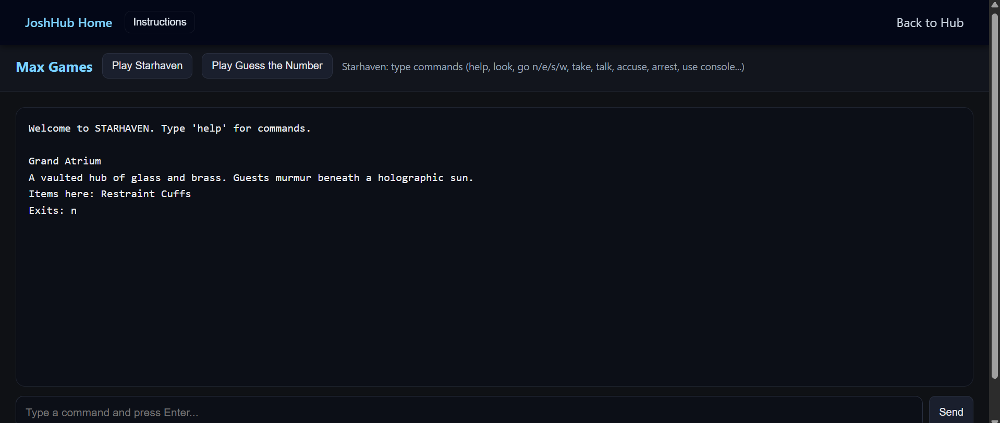 JoshHub Home Instructions Back to Hub
Max Games Play Starhaven Play Guess the Number Starhaven: type commands (help, look, go n/e/s/w, take, talk, accuse, arrest, use console...)
Welcome to STARHAVEN. Type 'help' for commands.
Grand Atrium
A vaulted hub of glass and brass. Guests murmur beneath a holographic sun.
Items here: Restraint Cuffs
Exits: n
Type a command and press Enter... Send